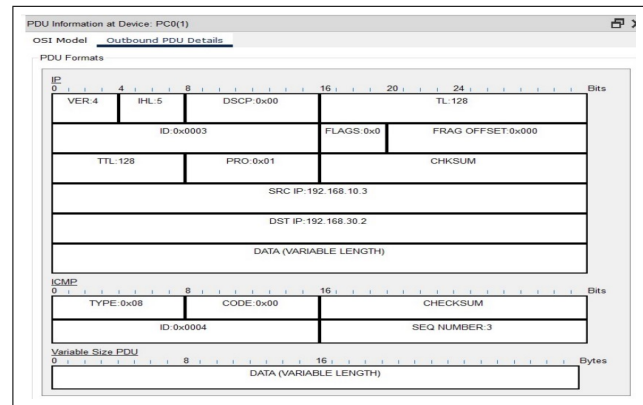 PDU Information at Device: PC0(1)
OSI Model Outbound PDU Details
PDU Formats
IP
0 4 8 16 20 24 Bits
VER:4 IHL:5 DSCP:0x00 TL:128
ID:0x0003 FLAGS:0x0 FRAG OFFSET:0x000
TTL:128 PRO:0x01 CHKSUM
SRC IP:192.168.10.3
DST IP:192.168.30.2
DATA (VARIABLE LENGTH)
ICMP
0 8 16 Bits
TYPE:0x08 CODE:0x00 CHECKSUM
ID:0x0004 SEQ NUMBER:3
Variable Size PDU
0 8 16 Bytes
DATA (VARIABLE LENGTH)